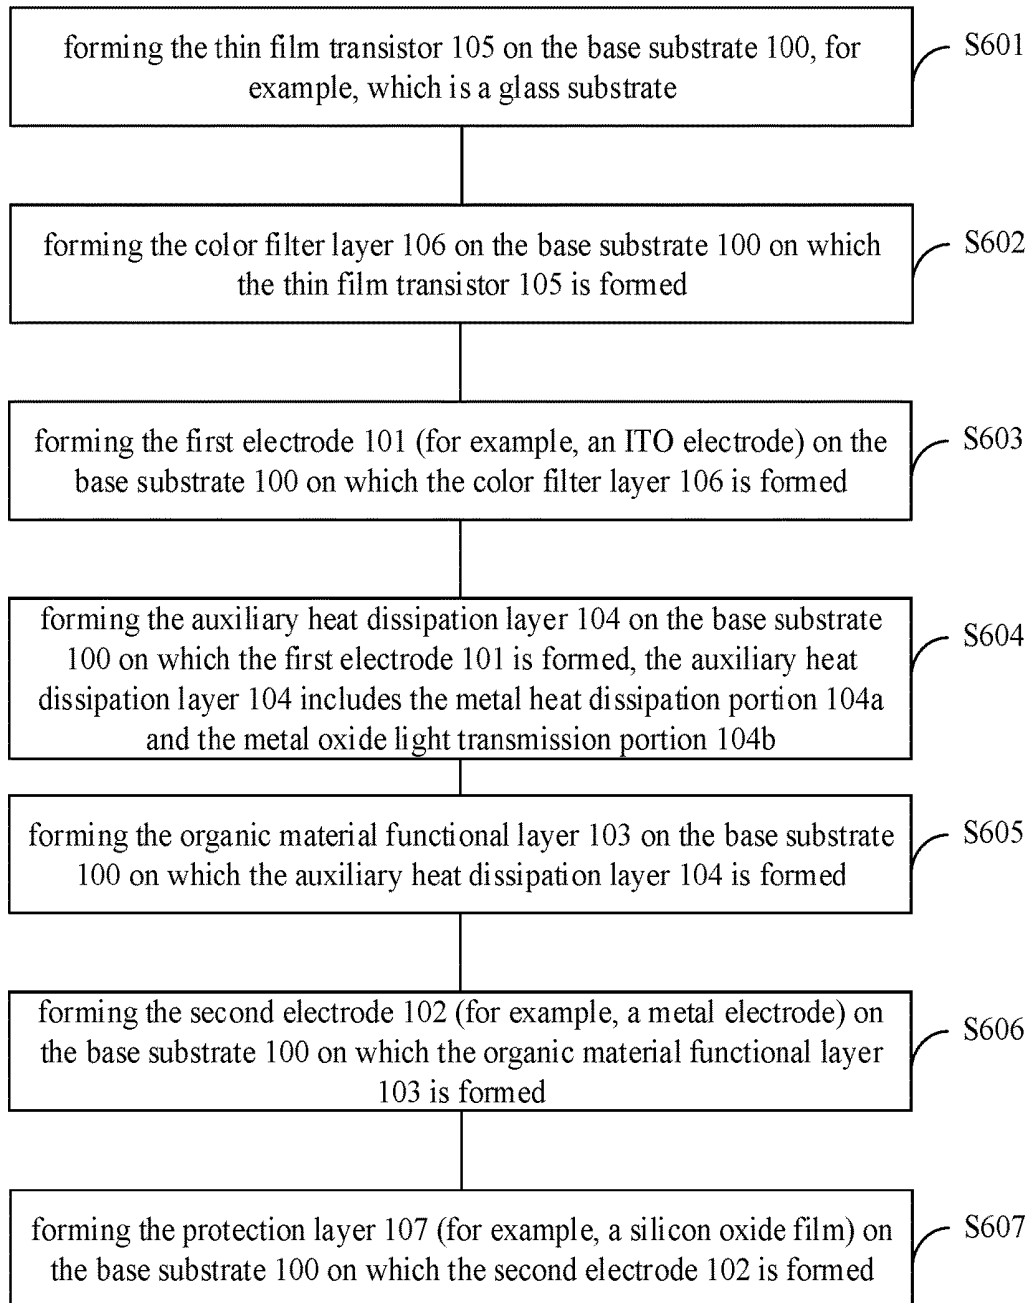 forming the thin film transistor 105 on the base substrate 100, for
example, which is a glass substrate
S601
forming the color filter layer 106 on the base substrate 100 on which
the thin film transistor 105 is formed
S602
forming the first electrode 101 (for example, an ITO electrode) on the
base substrate 100 on which the color filter layer 106 is formed
S603
forming the auxiliary heat dissipation layer 104 on the base substrate
100 on which the first electrode 101 is formed, the auxiliary heat
dissipation layer 104 includes the metal heat dissipation portion 104a
and the metal oxide light transmission portion 104b
S604
forming the organic material functional layer 103 on the base substrate
100 on which the auxiliary heat dissipation layer 104 is formed
S605
forming the second electrode 102 (for example, a metal electrode) on
the base substrate 100 on which the organic material functional layer
103 is formed
S606
forming the protection layer 107 (for example, a silicon oxide film) on
the base substrate 100 on which the second electrode 102 is formed
S607